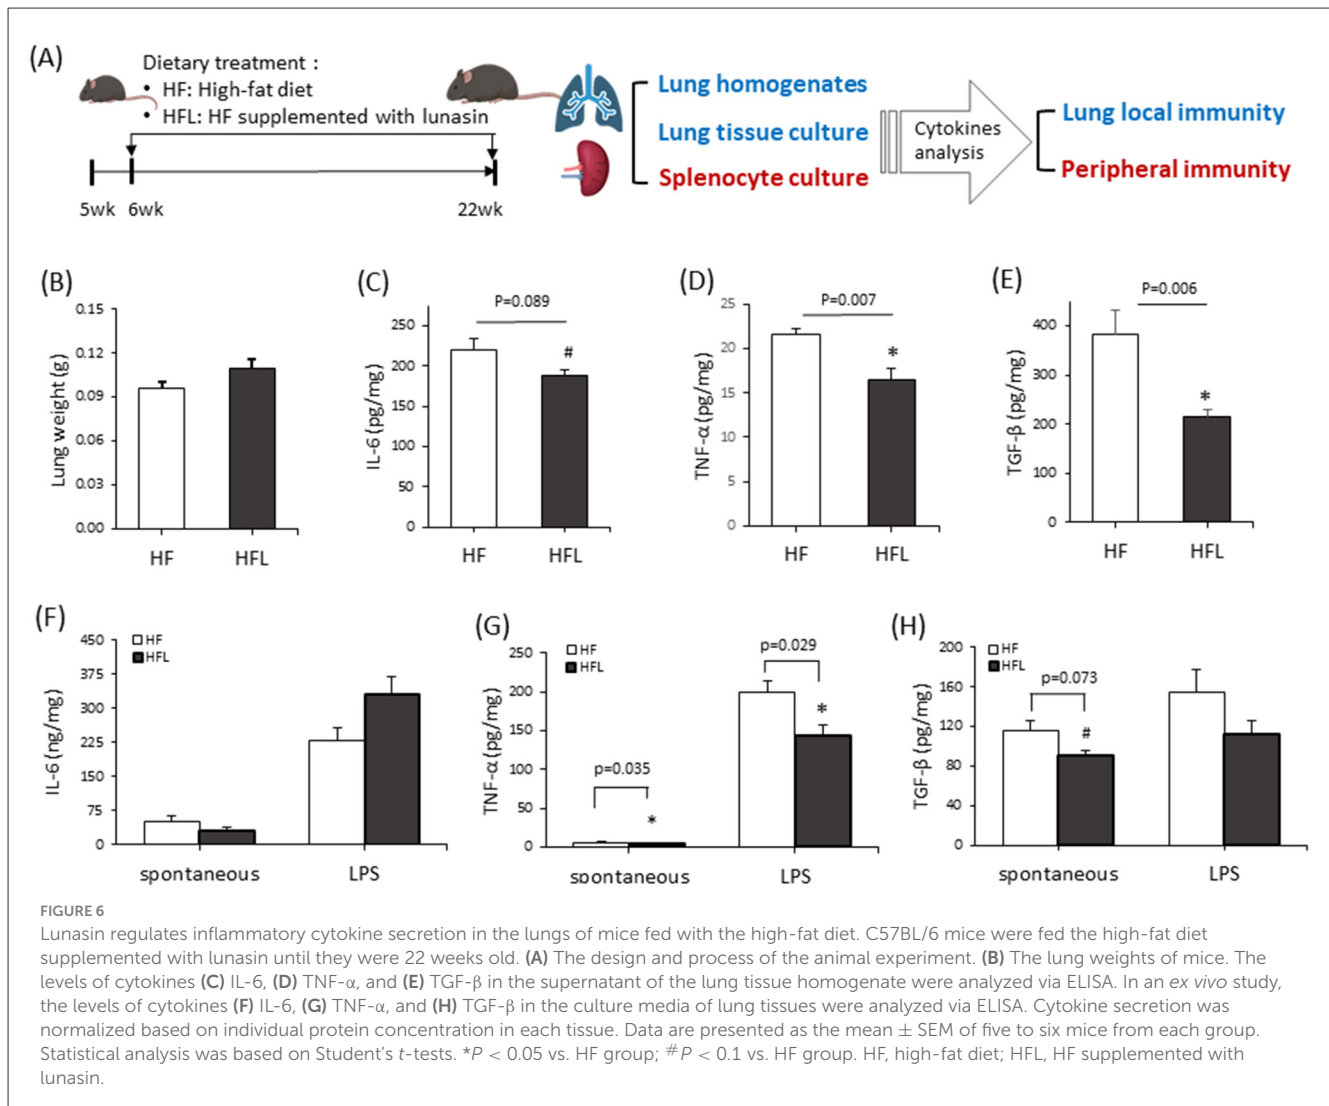 (A)
Dietary treatment :
• HF: High-fat diet
• HFL: HF supplemented with lunasin
5wk 6wk 22wk
Lung homogenates
Lung tissue culture
Splenocyte culture
Cytokines
analysis
Lung local immunity
Peripheral immunity
(B)
Lung weight (g)
0.15
0.12
0.09
0.06
0.03
0.00
HF HFL
(C)
P=0.089
IL-6 (pg/mg)
250
200
150
100
50
0
#
HF HFL
(D)
P=0.007
TNF-α (pg/mg)
25
20
15
10
5
0
*
HF HFL
(E)
P=0.006
TGF-β (pg/mg)
400
300
200
100
0
*
HF HFL
(F)
IL-6 (ng/mg)
450
375
300
225
150
75
0
HF
HFL
spontaneous LPS
(G)
TNF-α (pg/mg)
250
200
150
100
50
0
HF
HFL
p=0.029
*
p=0.035
*
spontaneous LPS
(H)
TGF-β (pg/mg)
200
160
120
80
40
0
HF
HFL
p=0.073
#
spontaneous LPS
FIGURE 6
Lunasin regulates inflammatory cytokine secretion in the lungs of mice fed with the high-fat diet. C57BL/6 mice were fed the high-fat diet
supplemented with lunasin until they were 22 weeks old. (A) The design and process of the animal experiment. (B) The lung weights of mice. The
levels of cytokines (C) IL-6, (D) TNF-α, and (E) TGF-β in the supernatant of the lung tissue homogenate were analyzed via ELISA. In an ex vivo study,
the levels of cytokines (F) IL-6, (G) TNF-α, and (H) TGF-β in the culture media of lung tissues were analyzed via ELISA. Cytokine secretion was
normalized based on individual protein concentration in each tissue. Data are presented as the mean ± SEM of five to six mice from each group.
Statistical analysis was based on Student's t-tests. *P < 0.05 vs. HF group; #P < 0.1 vs. HF group. HF, high-fat diet; HFL, HF supplemented with
lunasin.